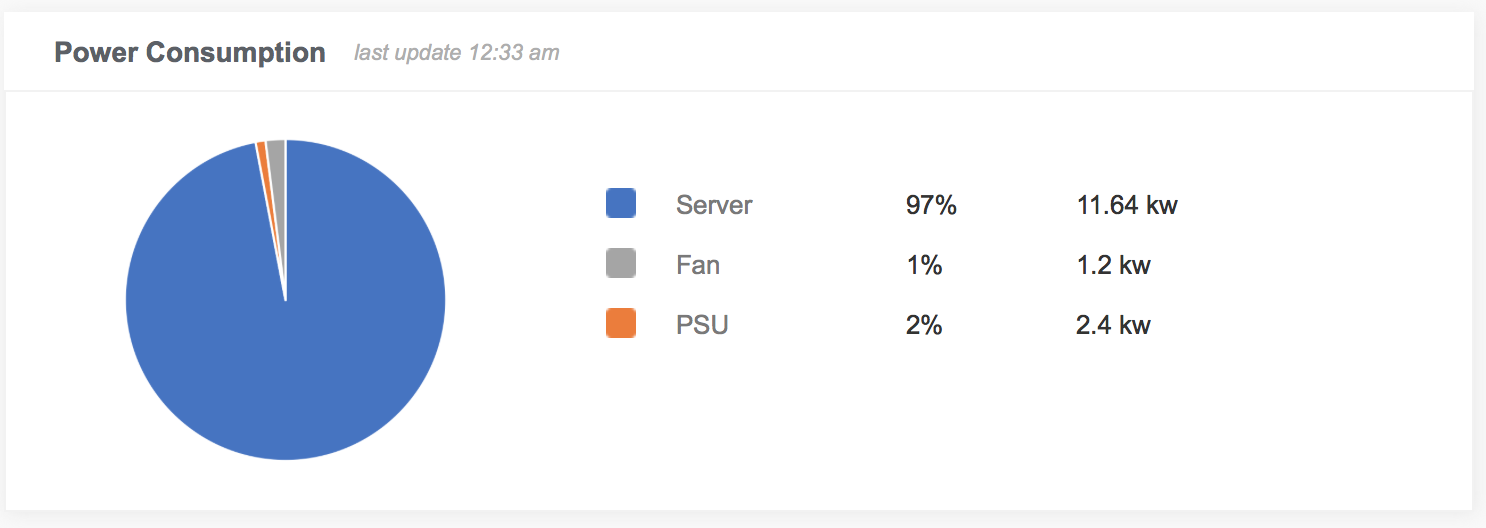 Power Consumption last update 12:33 am
Server 97% 11.64 kw
Fan 1% 1.2 kw
PSU 2% 2.4 kw